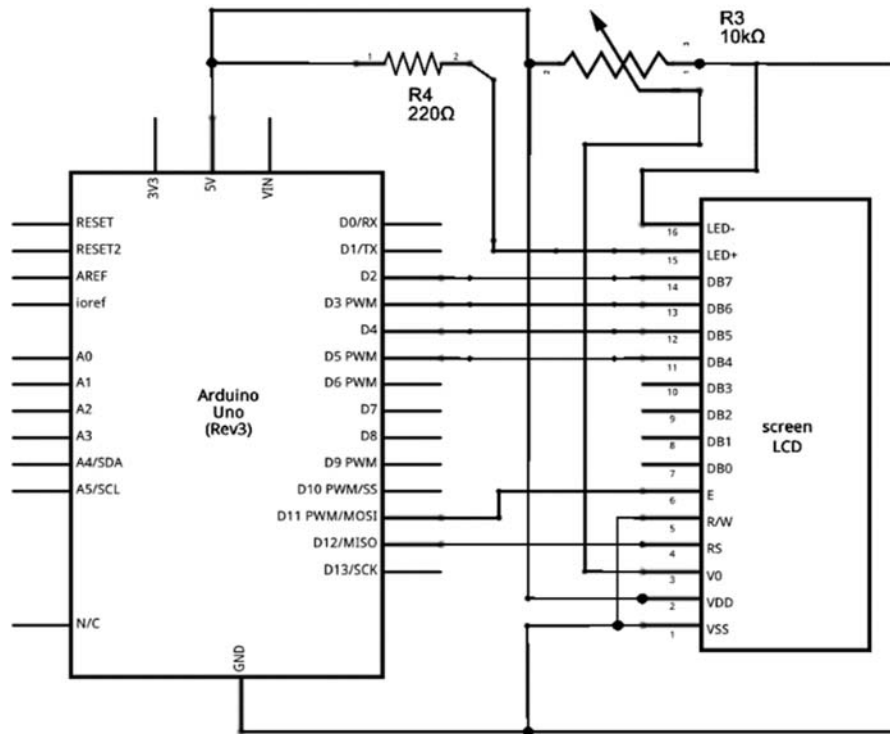 R3
10kΩ
1
2
R4
220Ω
2
3
1
3V3
5V
VIN
RESET
RESET2
AREF
ioref
A0
A1
A2
A3
A4/SDA
A5/SCL
N/C
Arduino
Uno
(Rev3)
D0/RX
D1/TX
D2
D3 PWM
D4
D5 PWM
D6 PWM
D7
D8
D9 PWM
D10 PWM/SS
D11 PWM/MOSI
D12/MISO
D13/SCK
GND
16
15
14
13
12
11
10
9
8
7
6
5
4
3
2
1
LED-
LED+
DB7
DB6
DB5
DB4
DB3
DB2
DB1
DB0
E
R/W
RS
V0
VDD
VSS
screen
LCD